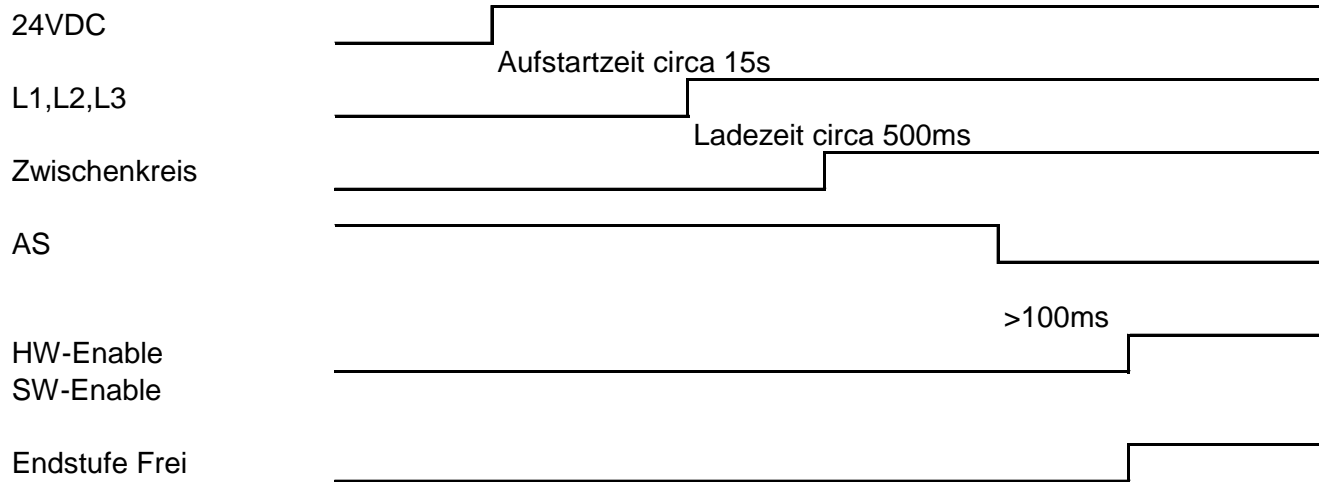 24VDC
Aufstartzeit circa 15s
L1,L2,L3
Ladezeit circa 500ms
Zwischenkreis
AS
>100ms
HW-Enable
SW-Enable
Endstufe Frei